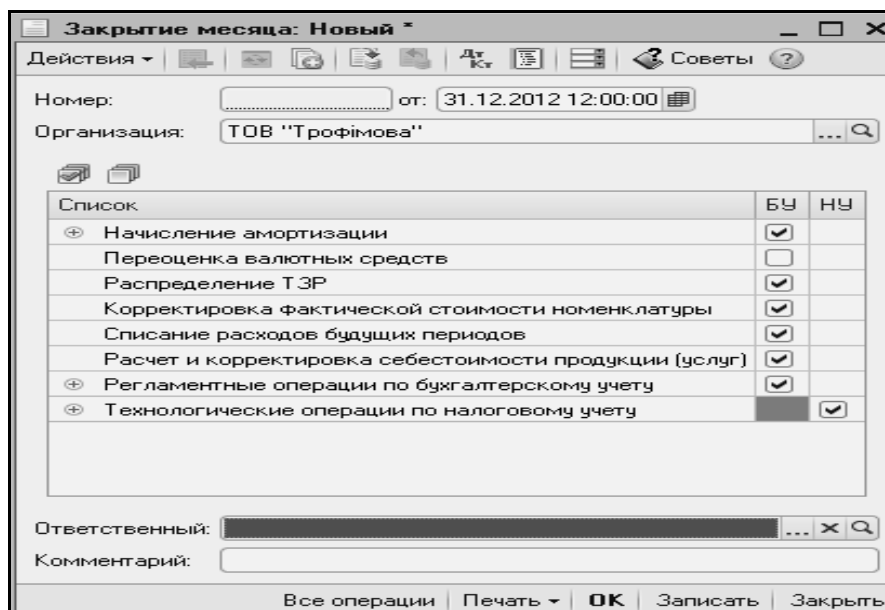 Закрытие месяца: Новый *
Действия Дт Кт Советы ?
Номер: от: 31.12.2012 12:00:00
Организация: ТОВ "Трофімова" ...
Список БУ НУ
Начисление амортизации
Переоценка валютных средств
Распределение ТЗР
Корректировка фактической стоимости номенклатуры
Списание расходов будущих периодов
Расчет и корректировка себестоимости продукции (услуг)
Регламентные операции по бухгалтерскому учету
Технологические операции по налоговому учету
Ответственный: ...
Комментарий:
Все операции Печать OK Записать Закрыть